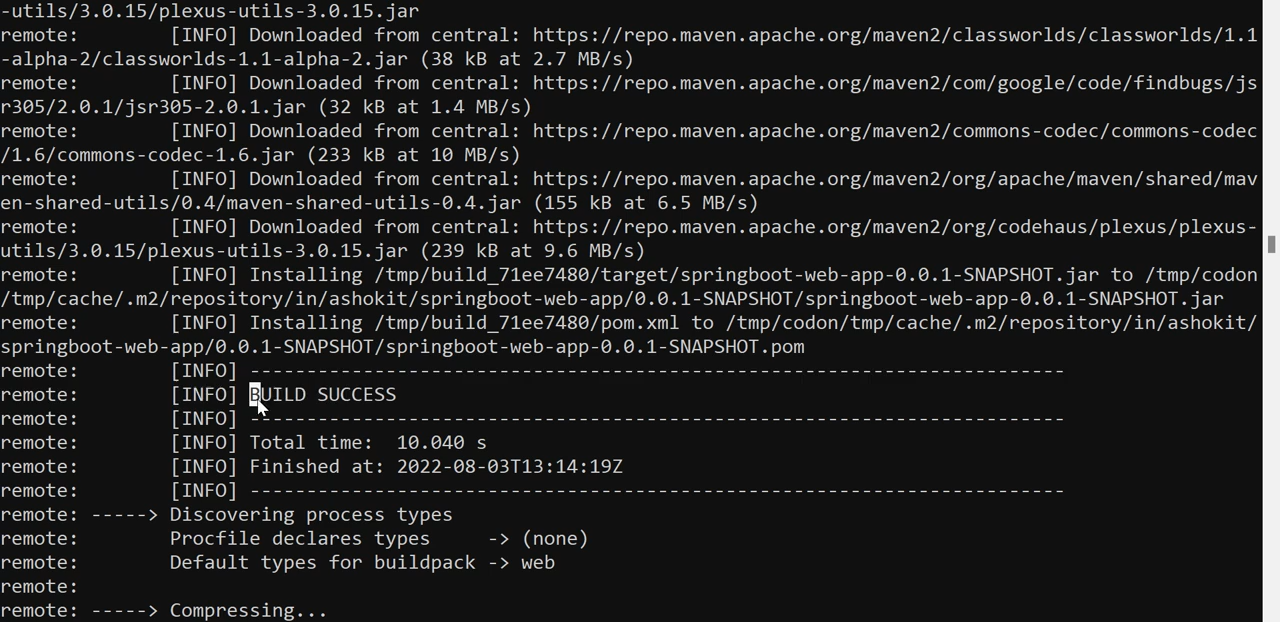 -utils/3.0.15/plexus-utils-3.0.15.jar
remote:        [INFO] Downloaded from central: https://repo.maven.apache.org/maven2/classworlds/classworlds/1.1
-alpha-2/classworlds-1.1-alpha-2.jar (38 kB at 2.7 MB/s)
remote:        [INFO] Downloaded from central: https://repo.maven.apache.org/maven2/com/google/code/findbugs/js
r305/2.0.1/jsr305-2.0.1.jar (32 kB at 1.4 MB/s)
remote:        [INFO] Downloaded from central: https://repo.maven.apache.org/maven2/commons-codec/commons-codec
/1.6/commons-codec-1.6.jar (233 kB at 10 MB/s)
remote:        [INFO] Downloaded from central: https://repo.maven.apache.org/maven2/org/apache/maven/shared/mav
en-shared-utils/0.4/maven-shared-utils-0.4.jar (155 kB at 6.5 MB/s)
remote:        [INFO] Downloaded from central: https://repo.maven.apache.org/maven2/org/codehaus/plexus/plexus-
utils/3.0.15/plexus-utils-3.0.15.jar (239 kB at 9.6 MB/s)
remote:        [INFO] Installing /tmp/build_71ee7480/target/springboot-web-app-0.0.1-SNAPSHOT.jar to /tmp/codon
/tmp/cache/.m2/repository/in/ashokit/springboot-web-app/0.0.1-SNAPSHOT/springboot-web-app-0.0.1-SNAPSHOT.jar
remote:        [INFO] Installing /tmp/build_71ee7480/pom.xml to /tmp/codon/tmp/cache/.m2/repository/in/ashokit/
springboot-web-app/0.0.1-SNAPSHOT/springboot-web-app-0.0.1-SNAPSHOT.pom
remote:        [INFO] ------------------------------------------------------------------------
remote:        [INFO] BUILD SUCCESS
remote:        [INFO] ------------------------------------------------------------------------
remote:        [INFO] Total time:  10.040 s
remote:        [INFO] Finished at: 2022-08-03T13:14:19Z
remote:        [INFO] ------------------------------------------------------------------------
remote: -----> Discovering process types
remote:        Procfile declares types     -> (none)
remote:        Default types for buildpack -> web
remote:
remote: -----> Compressing...